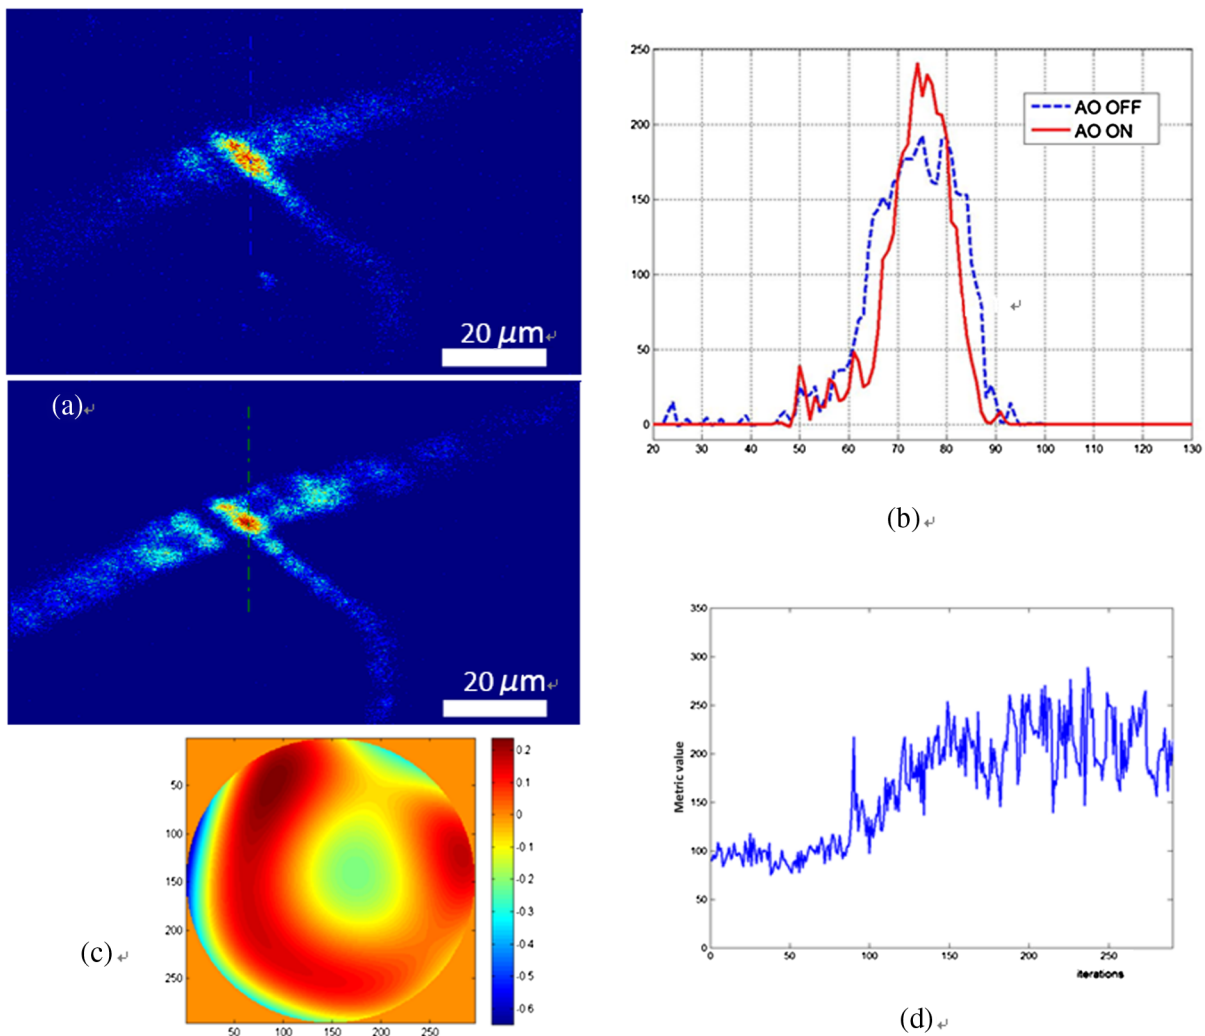 20 μm↵
(a)↵
20 μm↵
250
200
150
100
50
0
20 30 40 50 60 70 80 90 100 110 120 130
AO OFF
AO ON
↵
(b)↵
50
100
150
200
250
50 100 150 200 250
0.2
0.1
0
-0.1
-0.2
-0.3
-0.4
-0.5
-0.6
(c)↵
350
300
250
200
150
100
50
0
Metric value
0 50 100 150 200 250
iterations
(d)↵